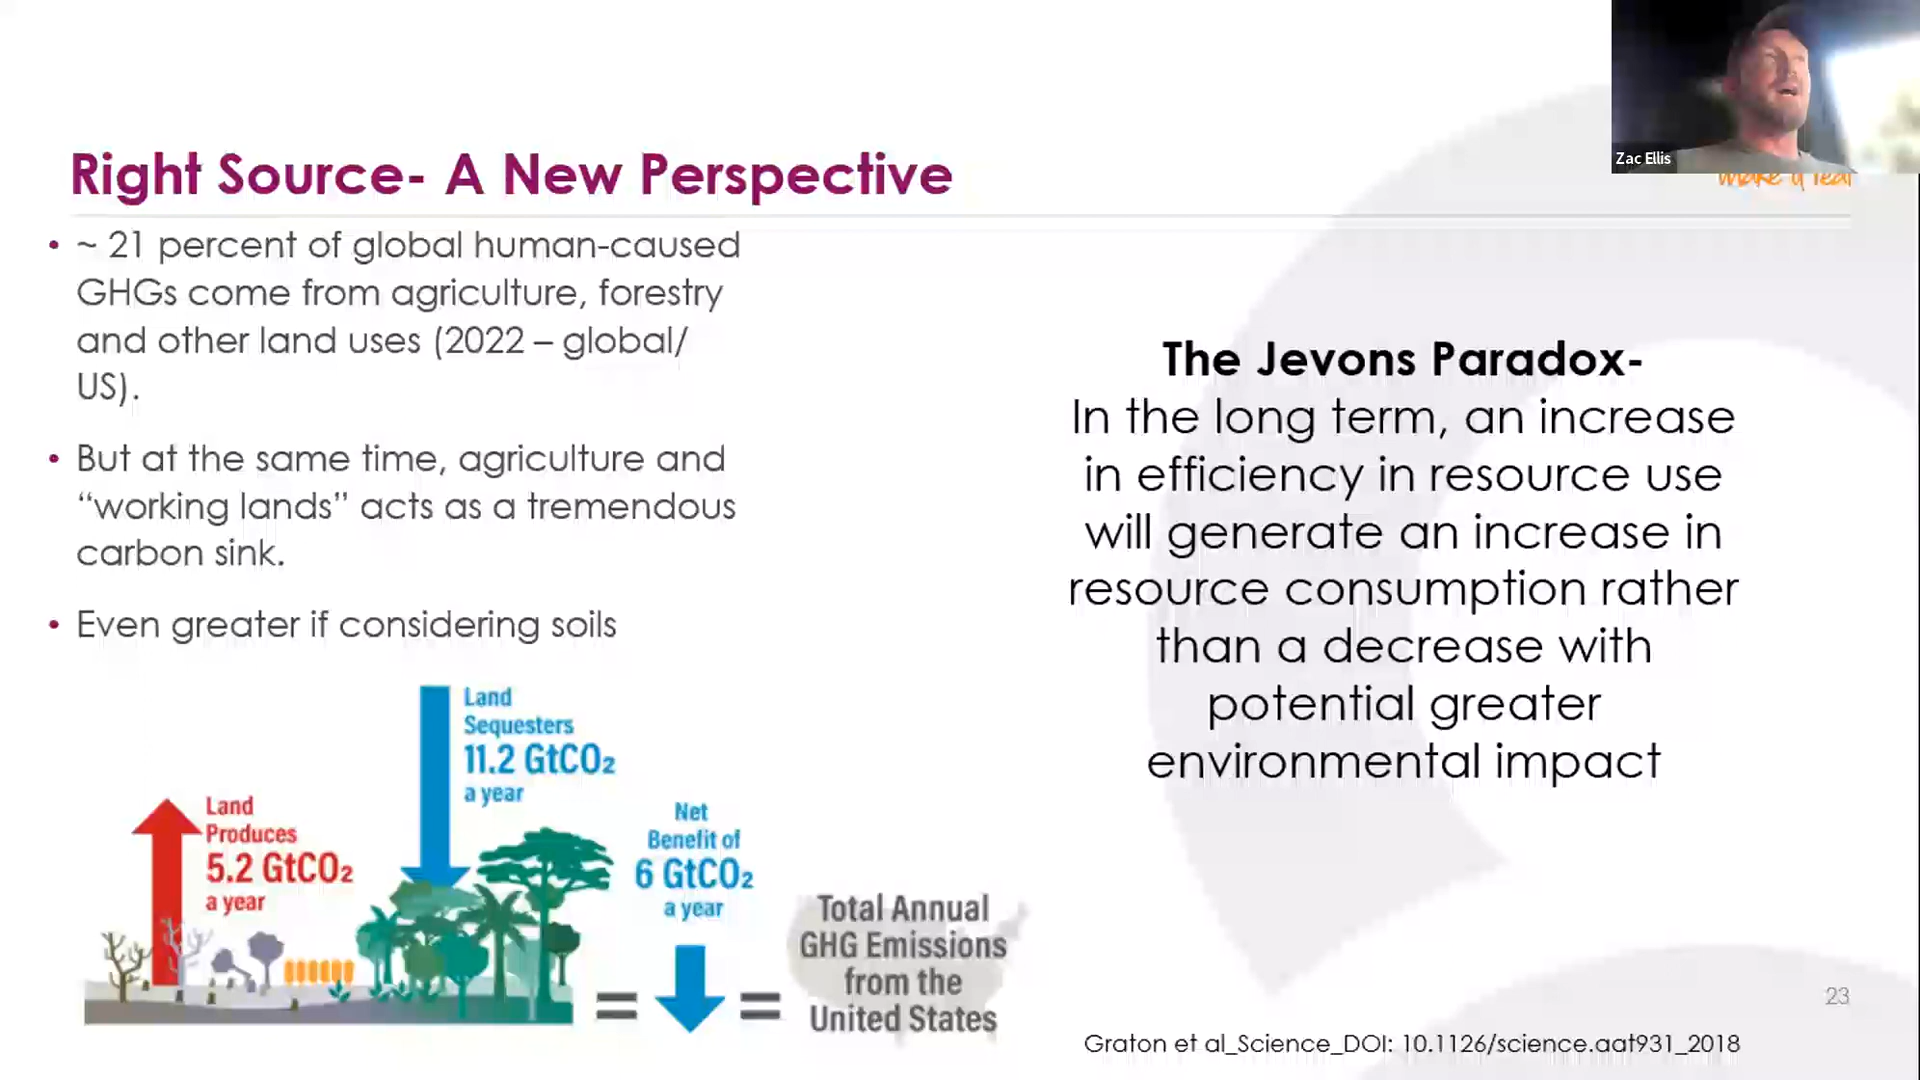 Zac Ellis
make it real
Right Source- A New Perspective
• ~ 21 percent of global human-caused
GHGs come from agriculture, forestry
and other land uses (2022 – global/
US).
• But at the same time, agriculture and
“working lands” acts as a tremendous
carbon sink.
• Even greater if considering soils
Land
Produces
5.2 GtCO₂
a year
Land
Sequesters
11.2 GtCO₂
a year
Net
Benefit of
6 GtCO₂
a year
=
=
Total Annual
GHG Emissions
from the
United States
The Jevons Paradox-
In the long term, an increase
in efficiency in resource use
will generate an increase in
resource consumption rather
than a decrease with
potential greater
environmental impact
23
Graton et al_Science_DOI: 10.1126/science.aat931_2018